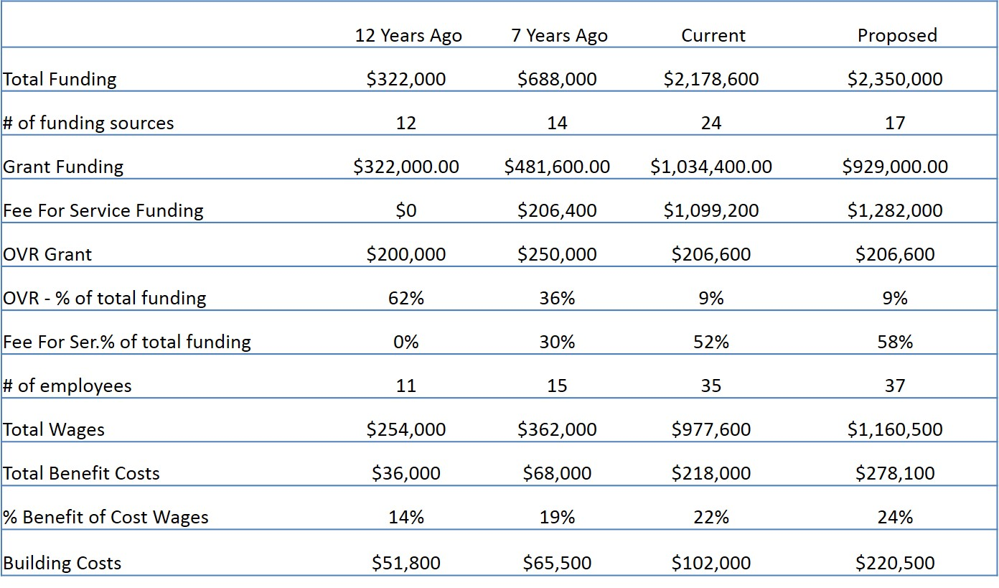 12 Years Ago 7 Years Ago Current Proposed
Total Funding $322,000 $688,000 $2,178,600 $2,350,000
# of funding sources 12 14 24 17
Grant Funding $322,000.00 $481,600.00 $1,034,400.00 $929,000.00
Fee For Service Funding $0 $206,400 $1,099,200 $1,282,000
OVR Grant $200,000 $250,000 $206,600 $206,600
OVR - % of total funding 62% 36% 9% 9%
Fee For Ser.% of total funding 0% 30% 52% 58%
# of employees 11 15 35 37
Total Wages $254,000 $362,000 $977,600 $1,160,500
Total Benefit Costs $36,000 $68,000 $218,000 $278,100
% Benefit of Cost Wages 14% 19% 22% 24%
Building Costs $51,800 $65,500 $102,000 $220,500